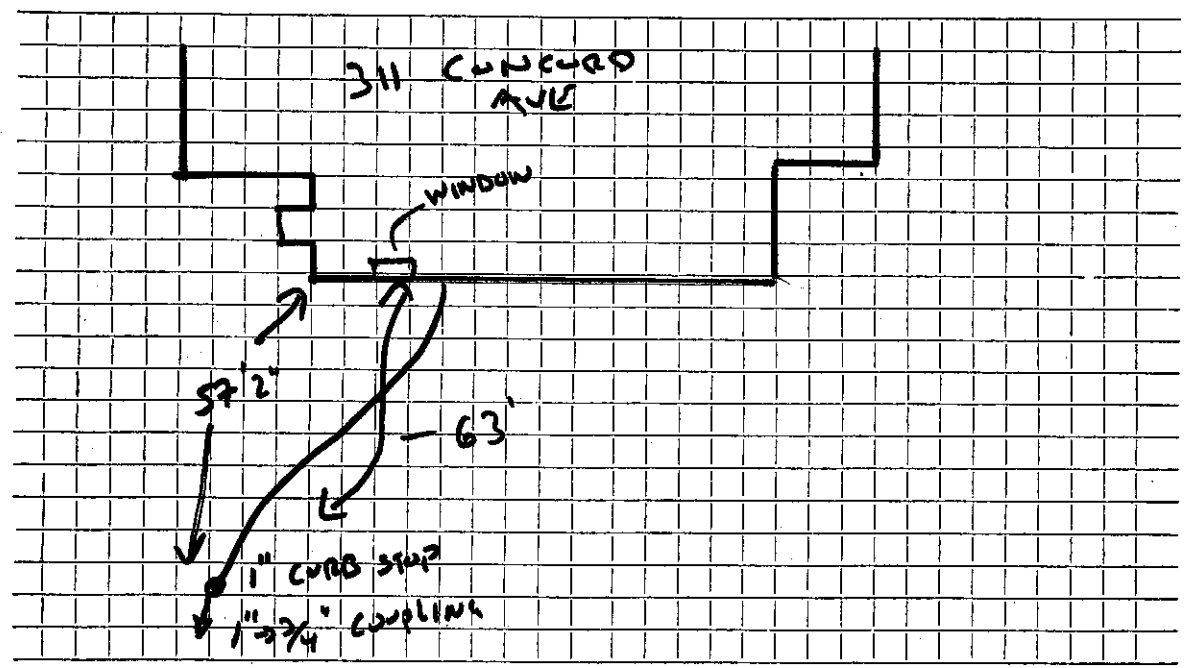 311 CONCORD
AVE
WINDOW
57'2"
63'
1" CURB STOP
1"→3/4" COUPLING